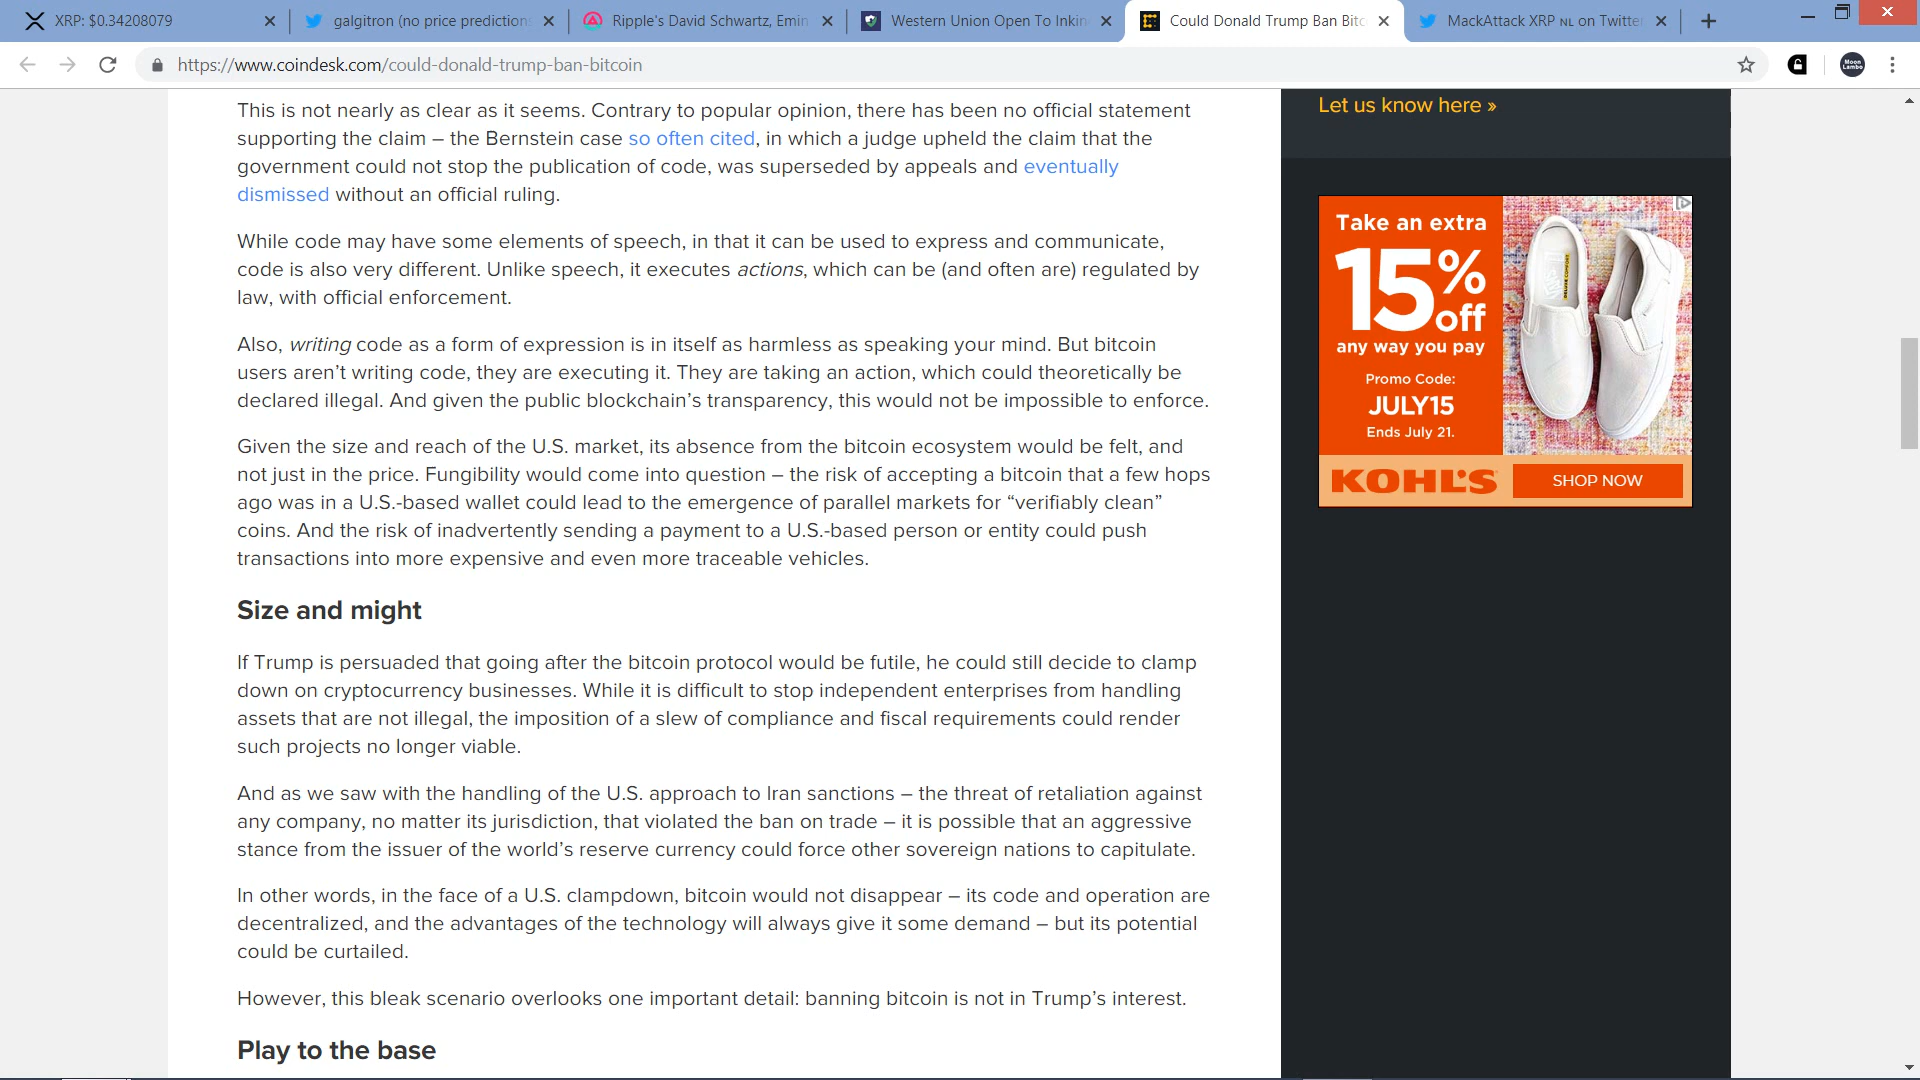 XRP: $0.34208079
galgitron (no price prediction
Ripple's David Schwartz, Emin
Western Union Open To Inkin
Could Donald Trump Ban Bitc
MackAttack XRP NL on Twitte
https://www.coindesk.com/could-donald-trump-ban-bitcoin
Moon
Lambo
This is not nearly as clear as it seems. Contrary to popular opinion, there has been no official statement
supporting the claim – the Bernstein case so often cited, in which a judge upheld the claim that the
government could not stop the publication of code, was superseded by appeals and eventually
dismissed without an official ruling.
While code may have some elements of speech, in that it can be used to express and communicate,
code is also very different. Unlike speech, it executes actions, which can be (and often are) regulated by
law, with official enforcement.
Also, writing code as a form of expression is in itself as harmless as speaking your mind. But bitcoin
users aren’t writing code, they are executing it. They are taking an action, which could theoretically be
declared illegal. And given the public blockchain’s transparency, this would not be impossible to enforce.
Given the size and reach of the U.S. market, its absence from the bitcoin ecosystem would be felt, and
not just in the price. Fungibility would come into question – the risk of accepting a bitcoin that a few hops
ago was in a U.S.-based wallet could lead to the emergence of parallel markets for “verifiably clean”
coins. And the risk of inadvertently sending a payment to a U.S.-based person or entity could push
transactions into more expensive and even more traceable vehicles.
Size and might
If Trump is persuaded that going after the bitcoin protocol would be futile, he could still decide to clamp
down on cryptocurrency businesses. While it is difficult to stop independent enterprises from handling
assets that are not illegal, the imposition of a slew of compliance and fiscal requirements could render
such projects no longer viable.
And as we saw with the handling of the U.S. approach to Iran sanctions – the threat of retaliation against
any company, no matter its jurisdiction, that violated the ban on trade – it is possible that an aggressive
stance from the issuer of the world’s reserve currency could force other sovereign nations to capitulate.
In other words, in the face of a U.S. clampdown, bitcoin would not disappear – its code and operation are
decentralized, and the advantages of the technology will always give it some demand – but its potential
could be curtailed.
However, this bleak scenario overlooks one important detail: banning bitcoin is not in Trump’s interest.
Play to the base
Let us know here »
Take an extra
15% off
any way you pay
Promo Code:
JULY15
Ends July 21.
KOHL'S
SHOP NOW